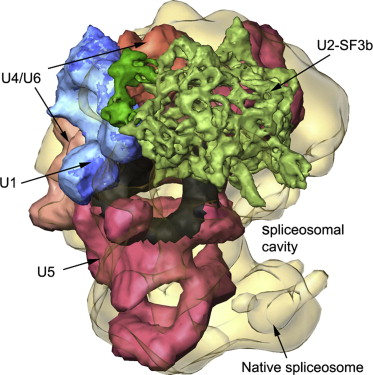 U4/U6
U2-SF3b
U1
U5
spliceosomal
cavity
Native spliceosome